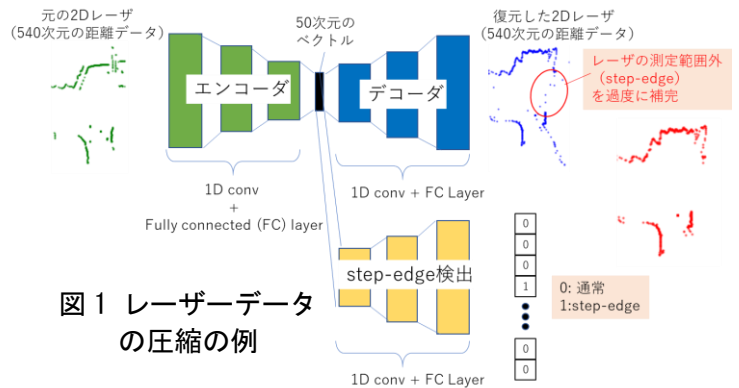 元の2Dレーザ
(540次元の距離データ)
50次元の
ベクトル
復元した2Dレーザ
(540次元の距離データ)
エンコーダ
デコーダ
レーザの測定範囲外
(step-edge)
を過度に補完
1D conv
+
Fully connected (FC) layer
1D conv + FC Layer
step-edge検出
0
0
0
1
0
0
0: 通常
1:step-edge
1D conv + FC Layer
図1 レーザーデータ
の圧縮の例